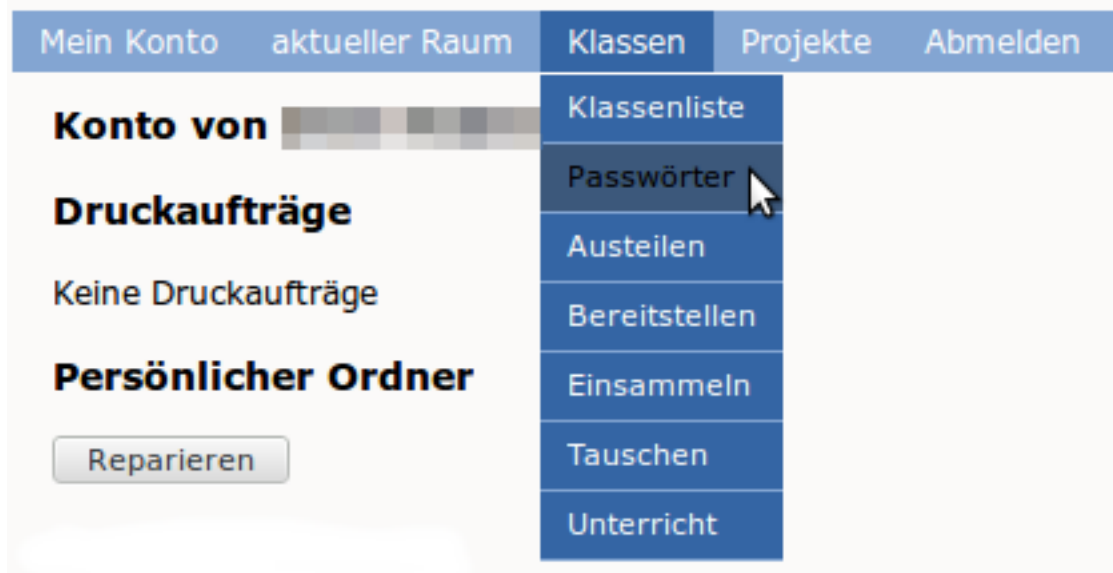 Mein Konto aktueller Raum Klassen Projekte Abmelden
Klassenliste
Konto von
Passwörter
Druckaufträge
Austeilen
Keine Druckaufträge
Bereitstellen
Persönlicher Ordner
Einsammeln
Reparieren
Tauschen
Unterricht